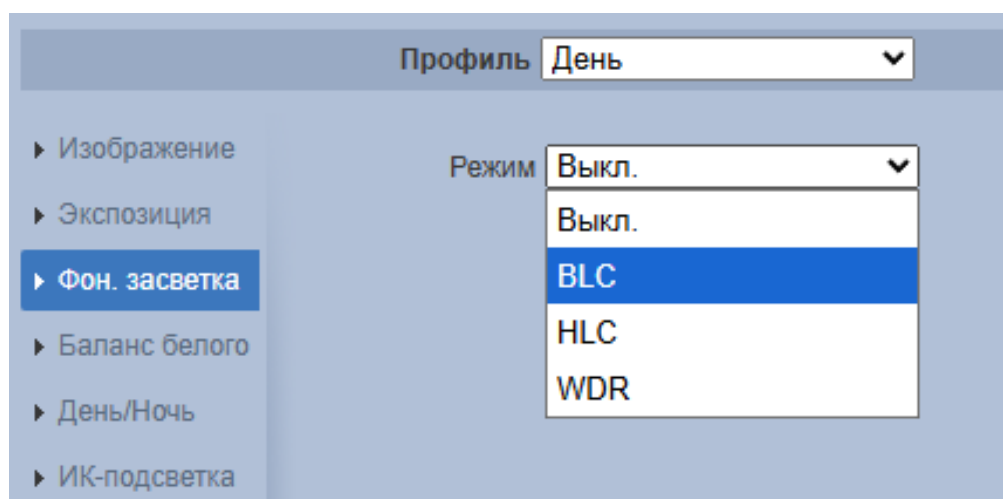 Профиль День
Изображение
Экспозиция
Фон. засветка
Баланс белого
День/Ночь
ИК-подсветка
Режим Выкл.
Выкл.
BLC
HLC
WDR